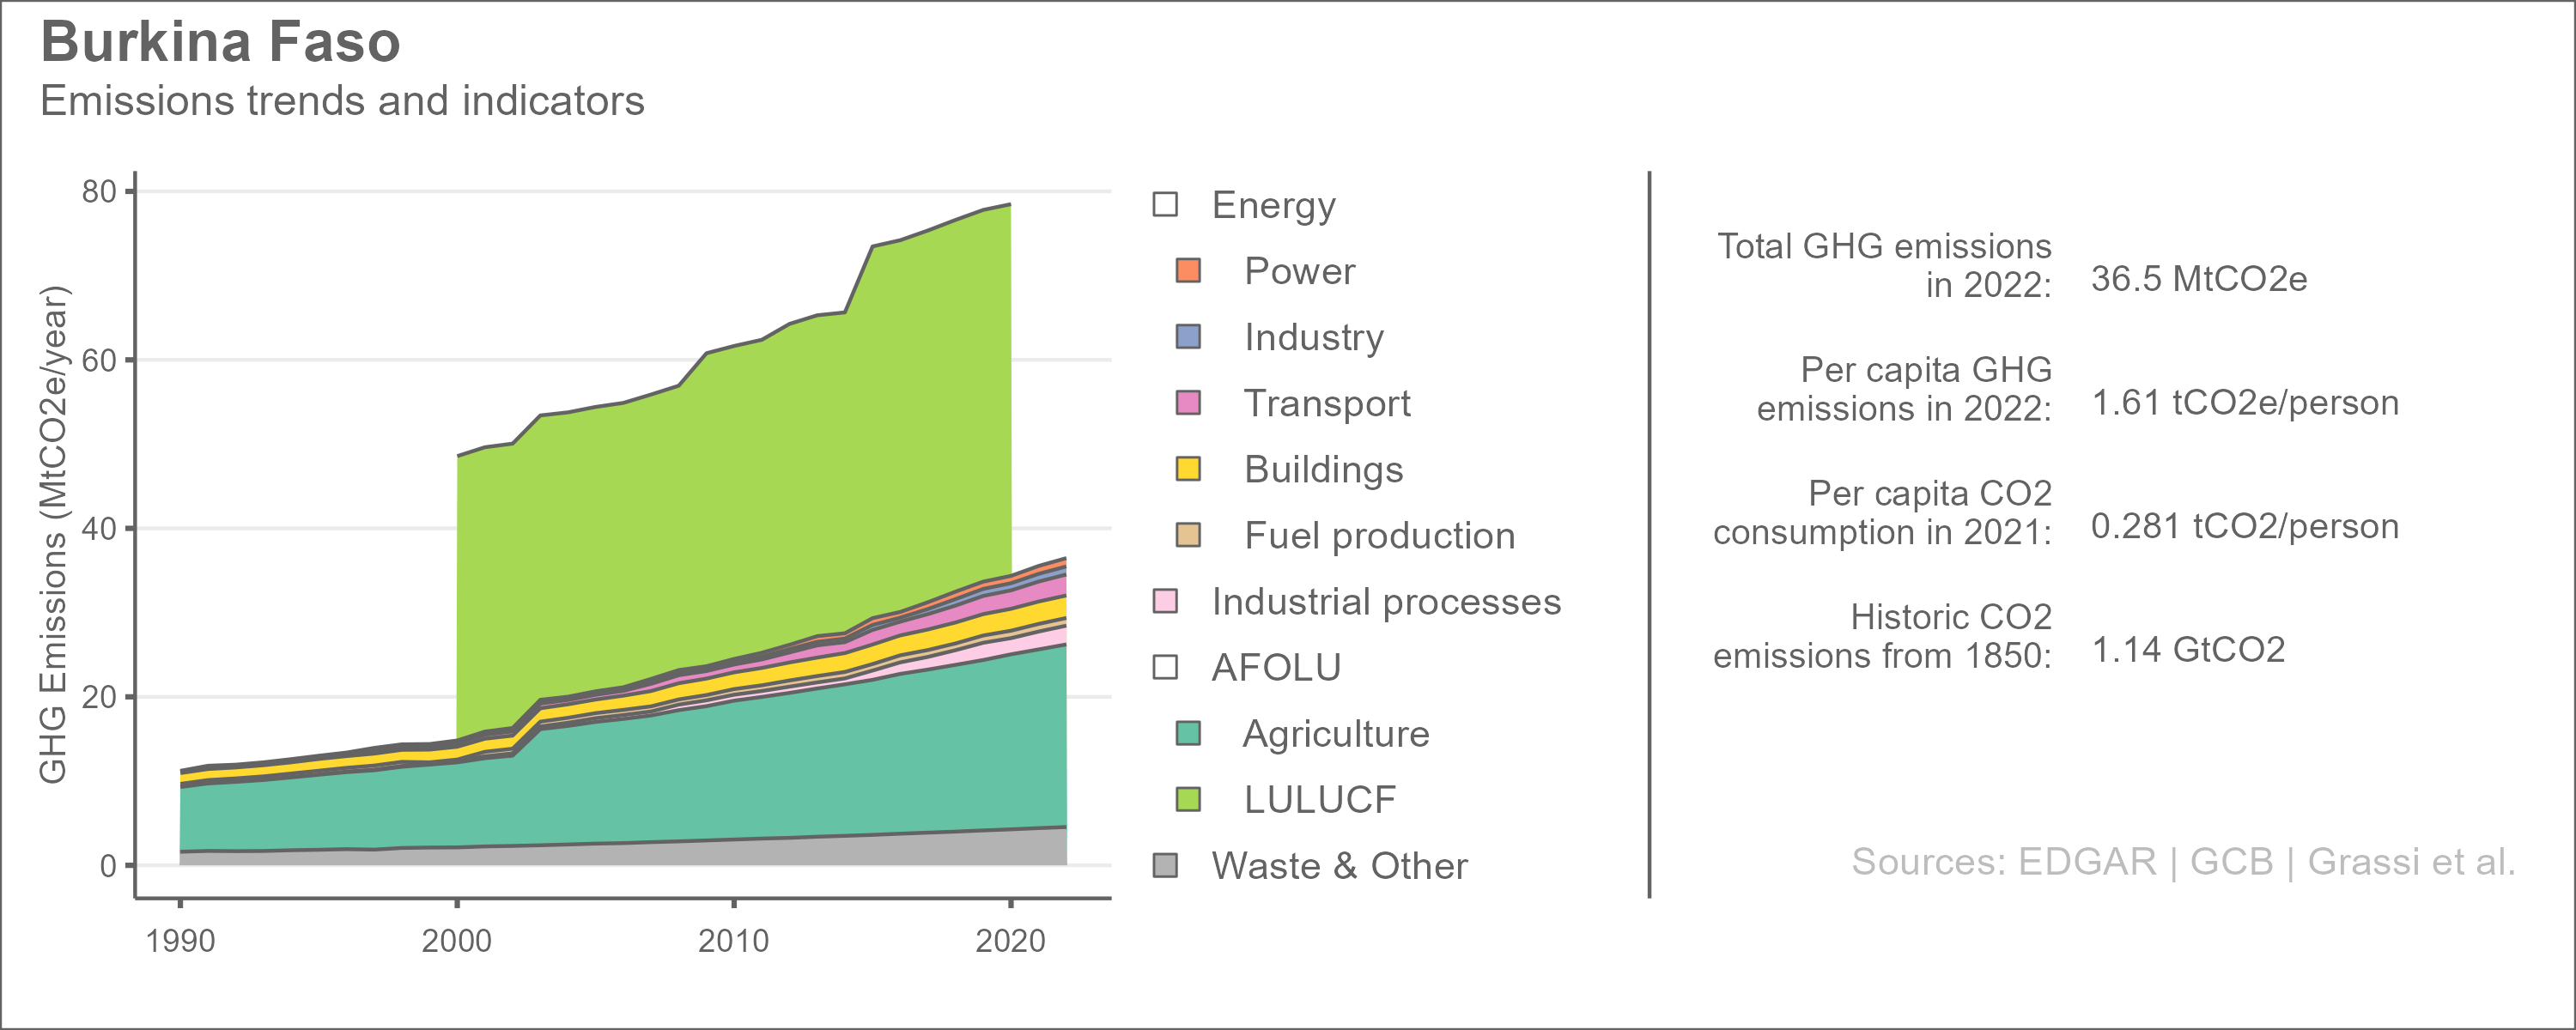 Burkina Faso
Emissions trends and indicators
GHG Emissions (MtCO2e/year)
80
60
40
20
0
1990
2000
2010
2020
Energy
Power
Industry
Transport
Buildings
Fuel production
Industrial processes
AFOLU
Agriculture
LULUCF
Waste & Other
Total GHG emissions
in 2022:
36.5 MtCO2e
Per capita GHG
emissions in 2022:
1.61 tCO2e/person
Per capita CO2
consumption in 2021:
0.281 tCO2/person
Historic CO2
emissions from 1850:
1.14 GtCO2
Sources: EDGAR | GCB | Grassi et al.